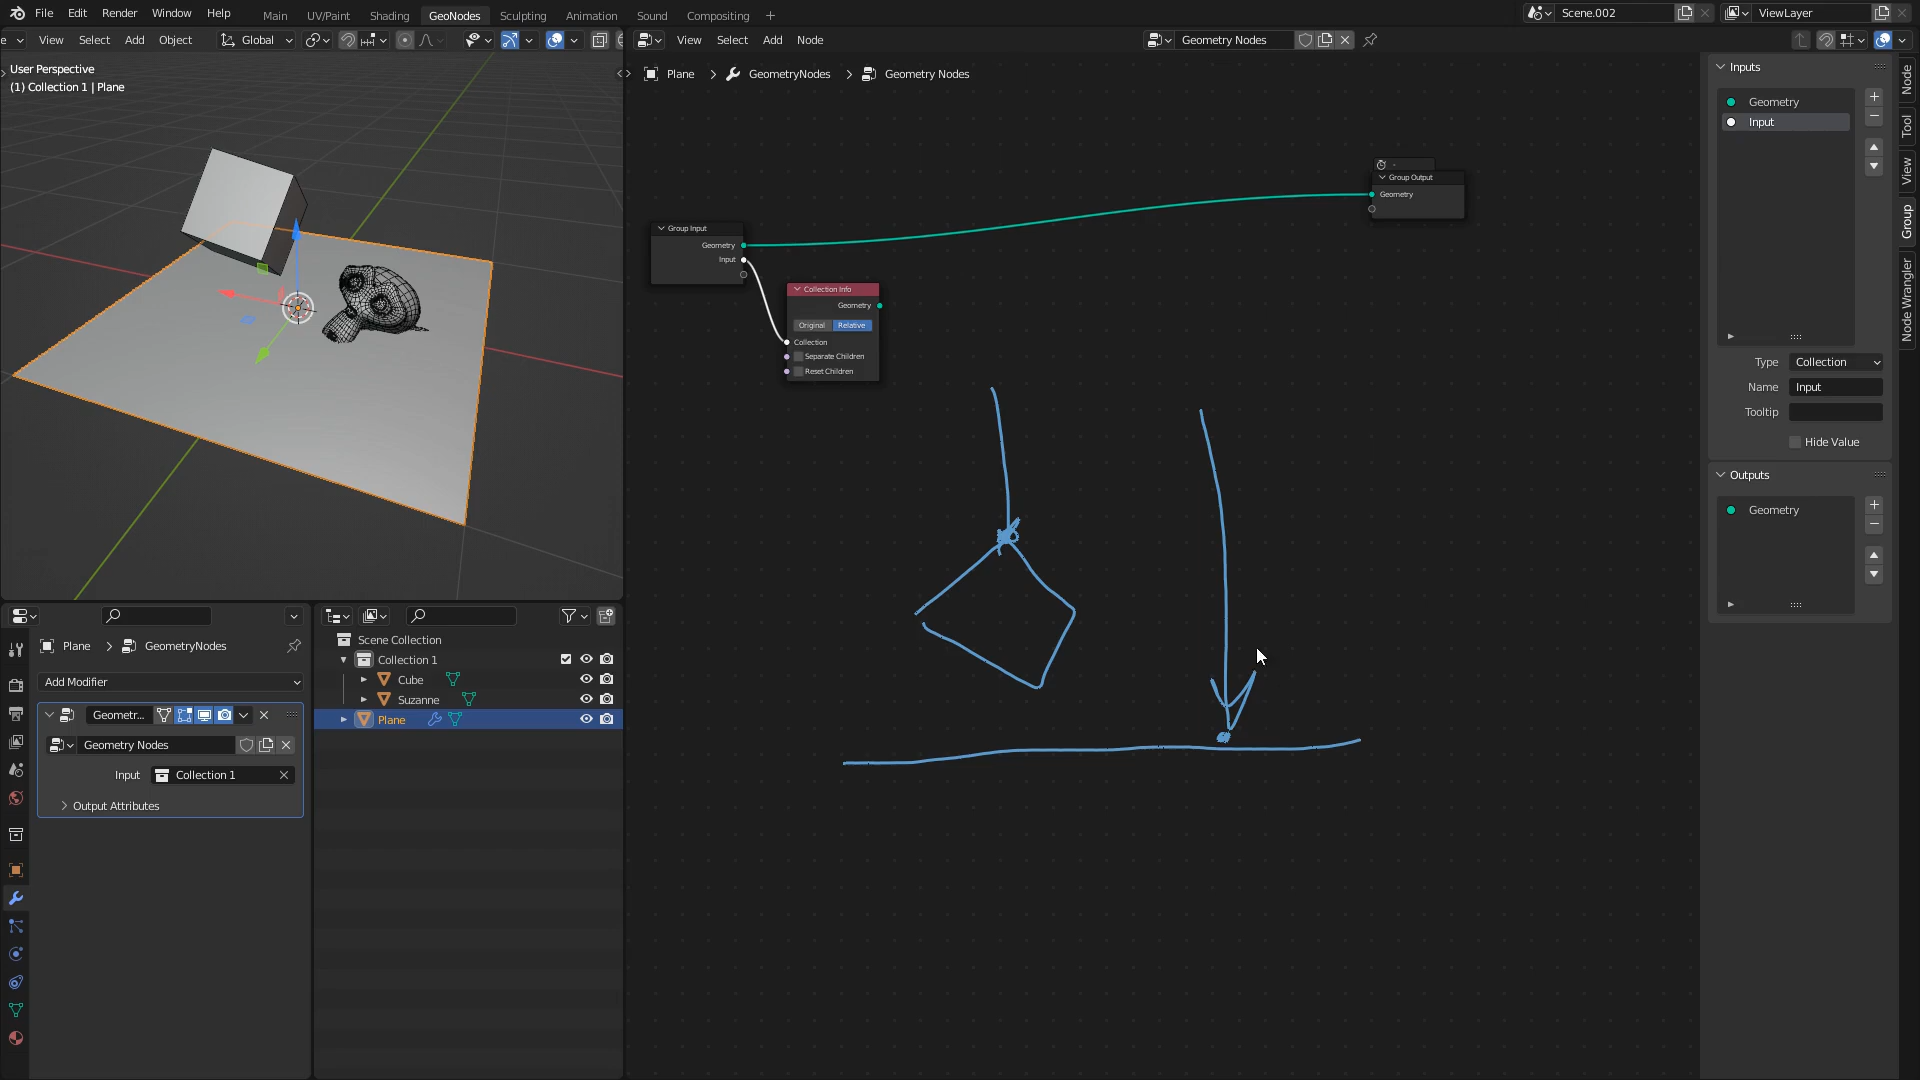 File Edit Render Window Help Main UV/Paint Shading GeoNodes Sculpting Animation Sound Compositing + Scene.002 ViewLayer
View Select Add Object Global View Select Add Node Geometry Nodes
User Perspective
(1) Collection 1 | Plane
Plane > GeometryNodes > Geometry Nodes
Group Input
Geometry
Input
Collection Info
Geometry
Original Relative
Collection
Separate Children
Reset Children
-
Group Output
Geometry
Inputs
Geometry
Input
Type Collection
Name Input
Tooltip
Hide Value
Outputs
Geometry
Node
Tool
View
Group
Node Wrangler
Plane > GeometryNodes
Add Modifier
Geometr...
Geometry Nodes
Input Collection 1
Output Attributes
Scene Collection
Collection 1
Cube
Suzanne
Plane